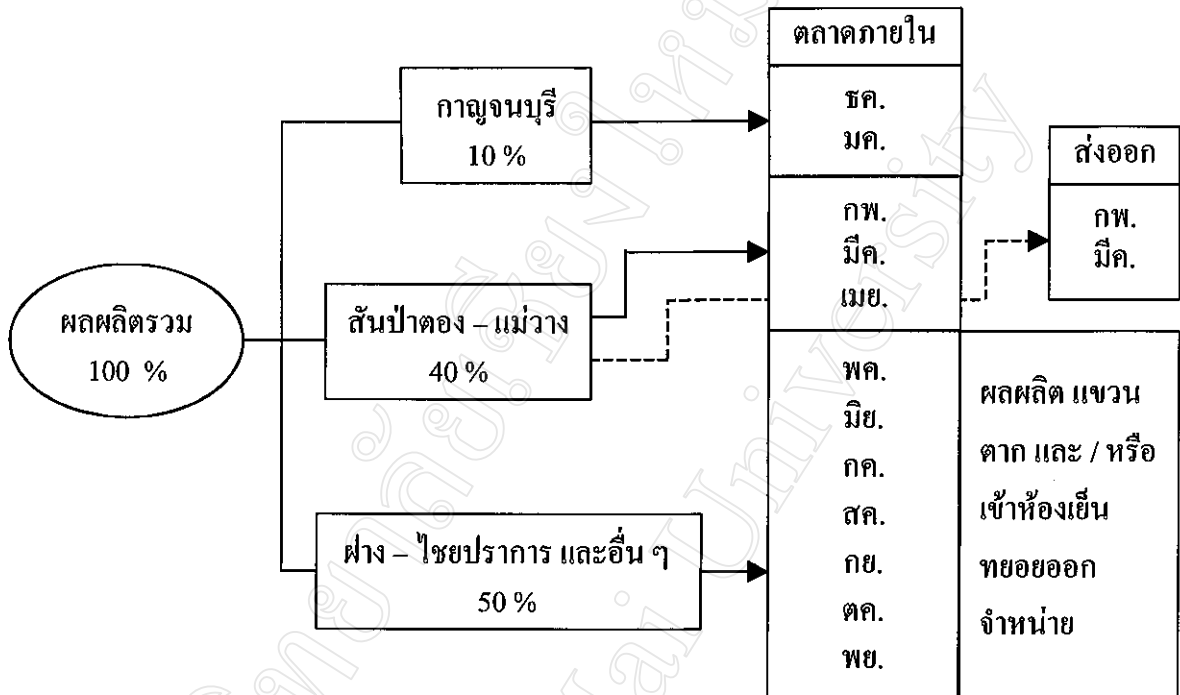 ตลาดภายใน
กาญจนบุรี
10 %
ธค.
มค.
ส่งออก
กพ.
มีค.
กพ.
มีค.
เมย.
ผลผลิตรวม
100 %
สันป่าตอง – แม่วาง
40 %
พค.
มิย.
กค.
สค.
กย.
ตค.
พย.
ผลผลิต แขวน
ตาก และ / หรือ
เข้าห้องเย็น
ทยอยออก
จำหน่าย
ฝาง – ไชยปราการ และอื่น ๆ
50 %
University